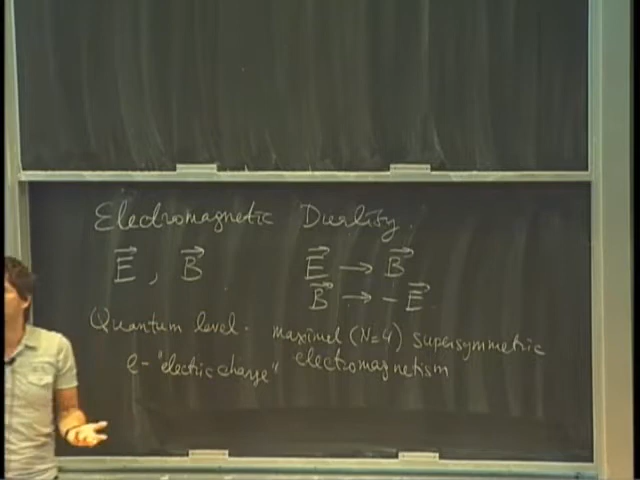 Electromagnetic Duality.
E⃗ , B⃗ E⃗ → B⃗
B⃗ → -E⃗
Quantum level. maximal (N=4) supersymmetric
e - "electric charge" electromagnetism